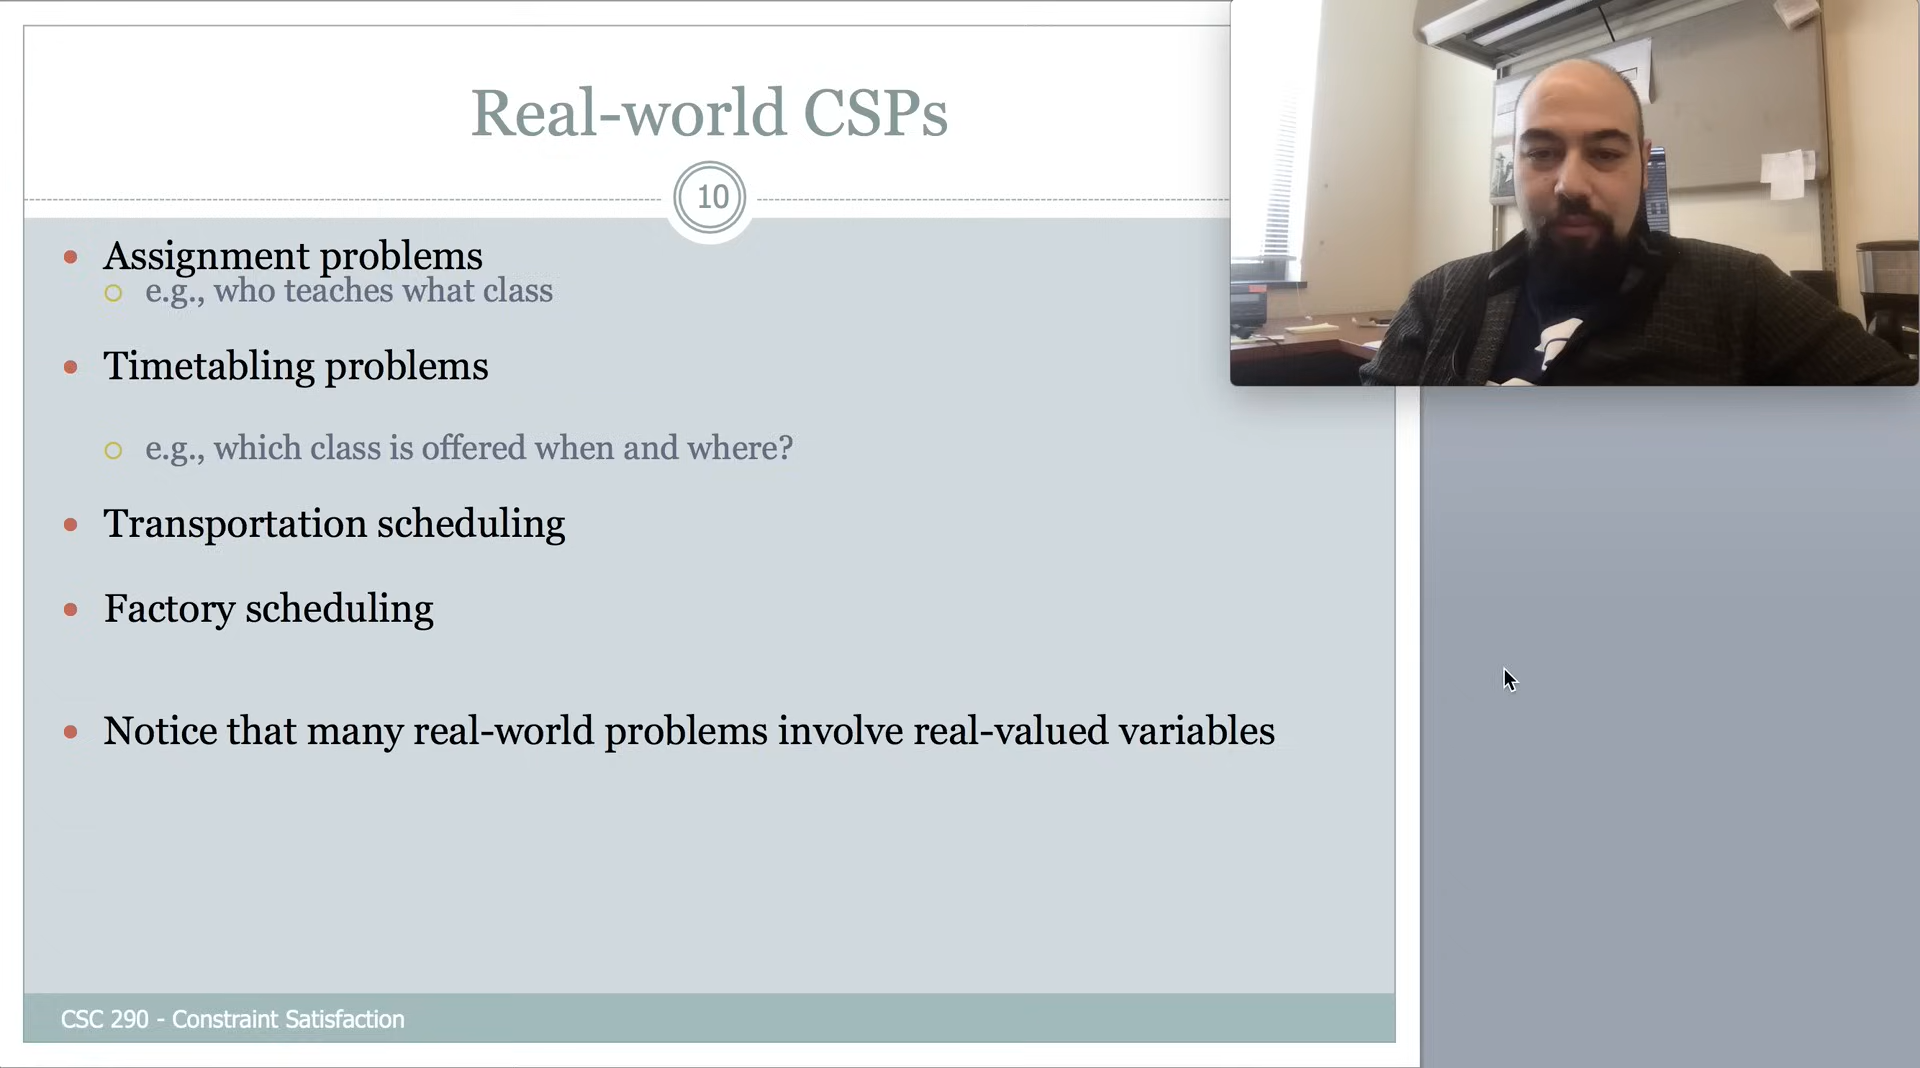 Real-world CSPs
10
Assignment problems
e.g., who teaches what class
Timetabling problems
e.g., which class is offered when and where?
Transportation scheduling
Factory scheduling
Notice that many real-world problems involve real-valued variables
CSC 290 - Constraint Satisfaction